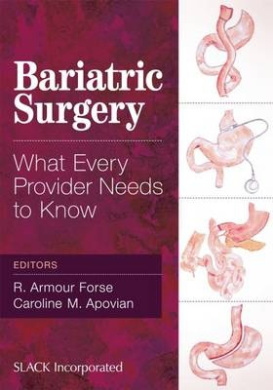 Bariatric
Surgery
What Every
Provider Needs
to Know
EDITORS
R. Armour Forse
Caroline M. Apovian
SLACK Incorporated